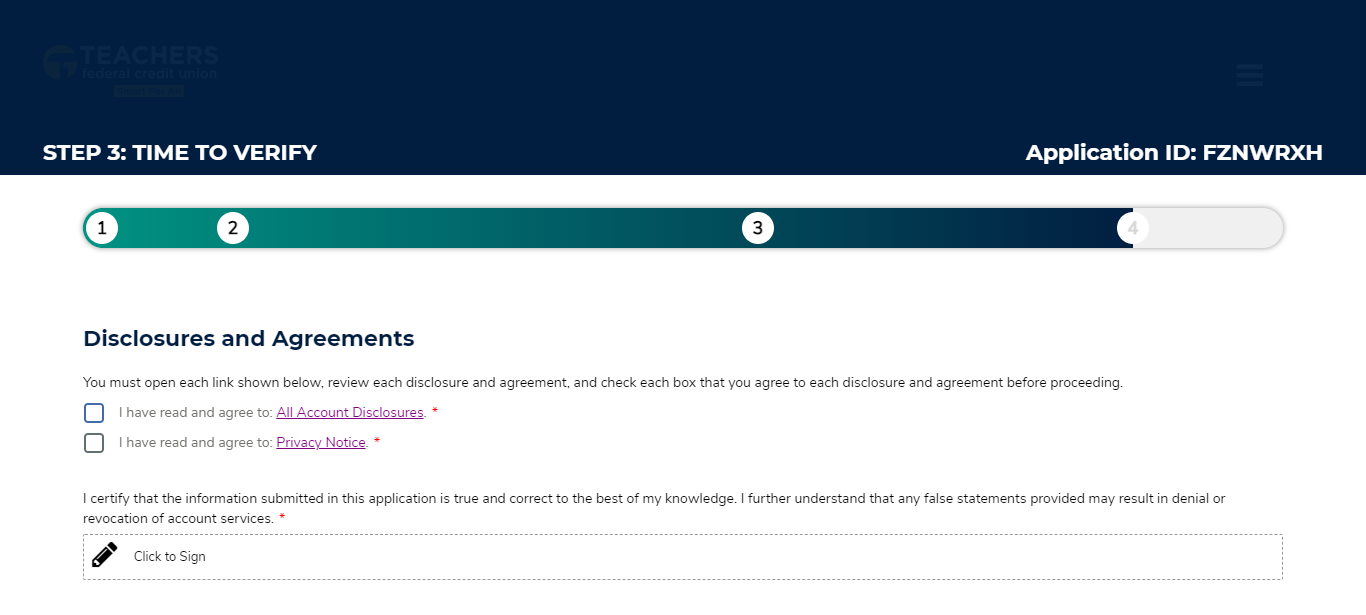 TEACHERS
federal credit union
STEP 3: TIME TO VERIFY
Application ID: FZNWRXH
1
2
3
4
Disclosures and Agreements
You must open each link shown below, review each disclosure and agreement, and check each box that you agree to each disclosure and agreement before proceeding.
I have read and agree to: All Account Disclosures. *
I have read and agree to: Privacy Notice. *
I certify that the information submitted in this application is true and correct to the best of my knowledge. I further understand that any false statements provided may result in denial or
revocation of account services. *
Click to Sign